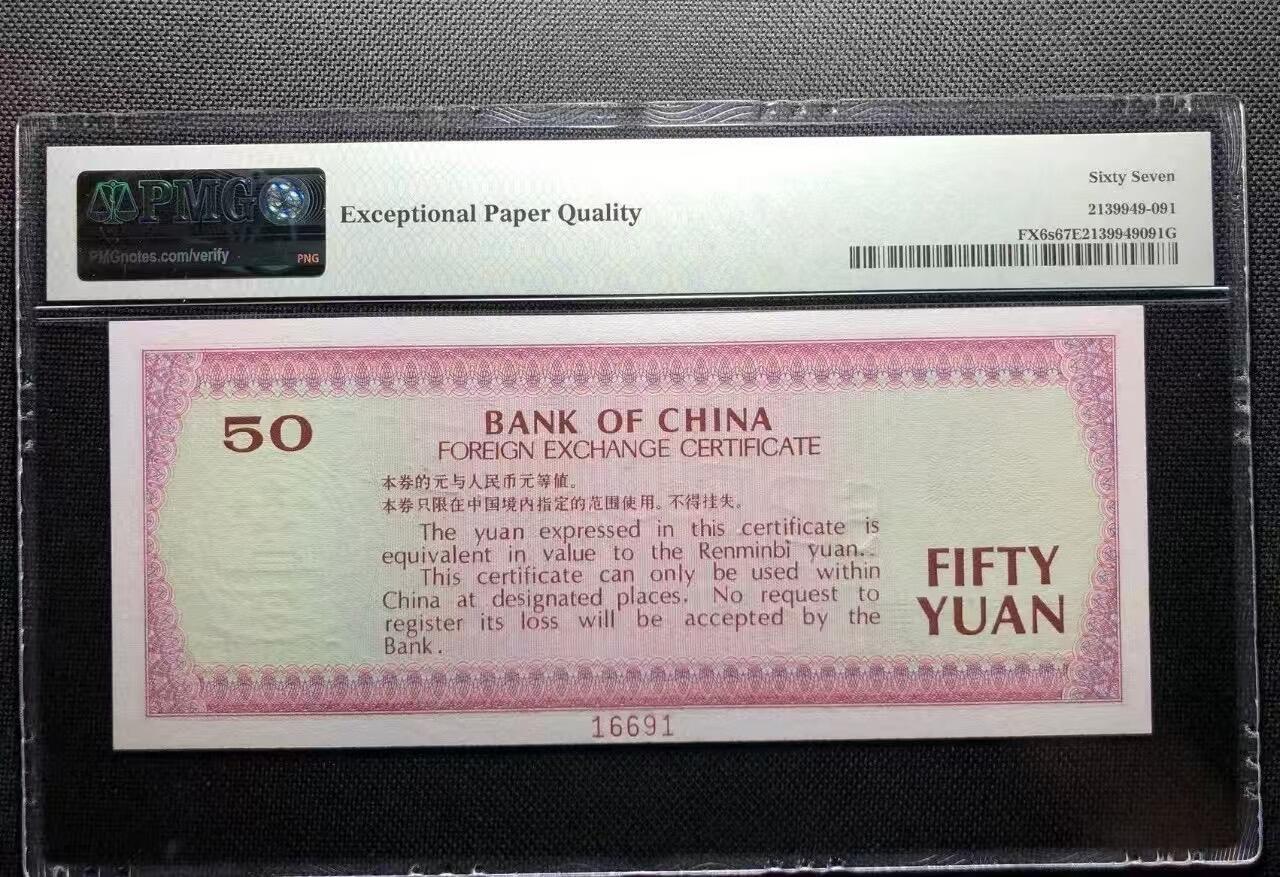 PMG
PMGnotes.com/verify
PNG
Exceptional Paper Quality
Sixty Seven
2139949-091
FX6s67E2139949091G
50
BANK OF CHINA
FOREIGN EXCHANGE CERTIFICATE
本券的元与人民币元等值。
本券只限在中国境内指定的范围使用。不得挂失。
The yuan expressed in this certificate is
equivalent in value to the Renminbi yuan.
This certificate can only be used within
China at designated places. No request to
register its loss will be accepted by the
Bank.
FIFTY
YUAN
16691